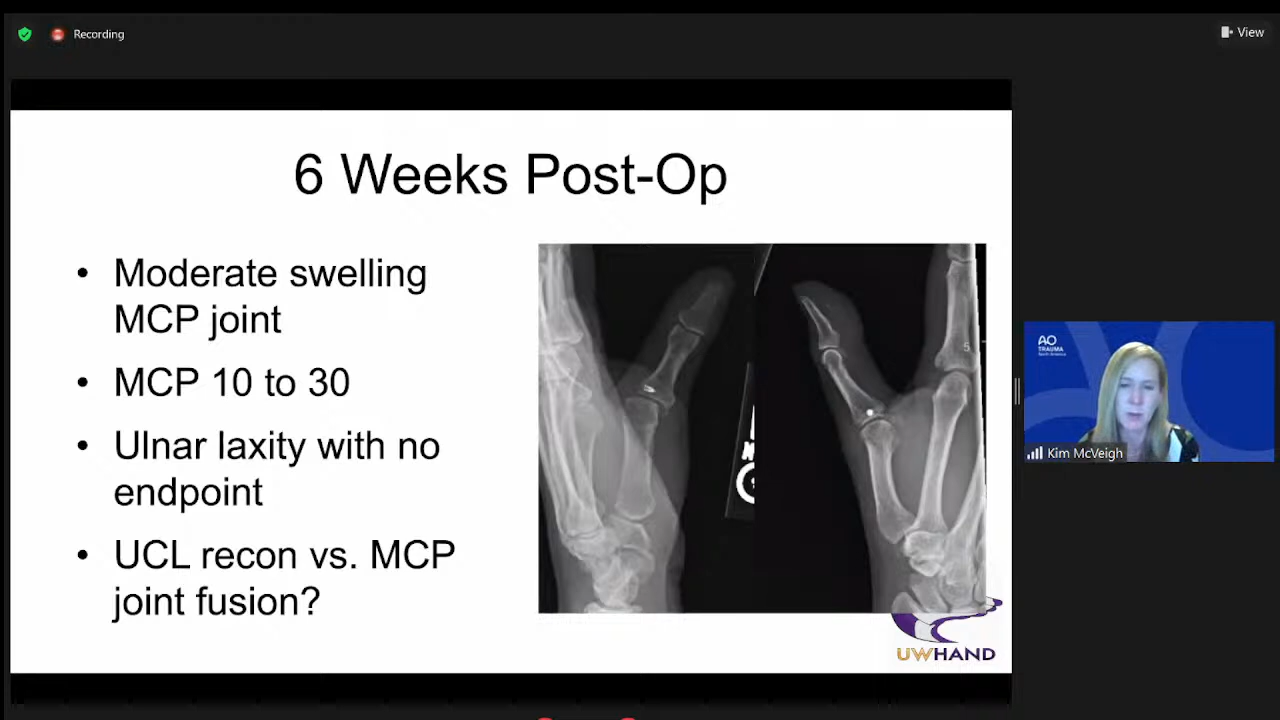 Recording
View
6 Weeks Post-Op
• Moderate swelling
MCP joint
• MCP 10 to 30
• Ulnar laxity with no
endpoint
• UCL recon vs. MCP
joint fusion?
5
UWHAND
AO
TRAUMA
North America
Kim McVeigh